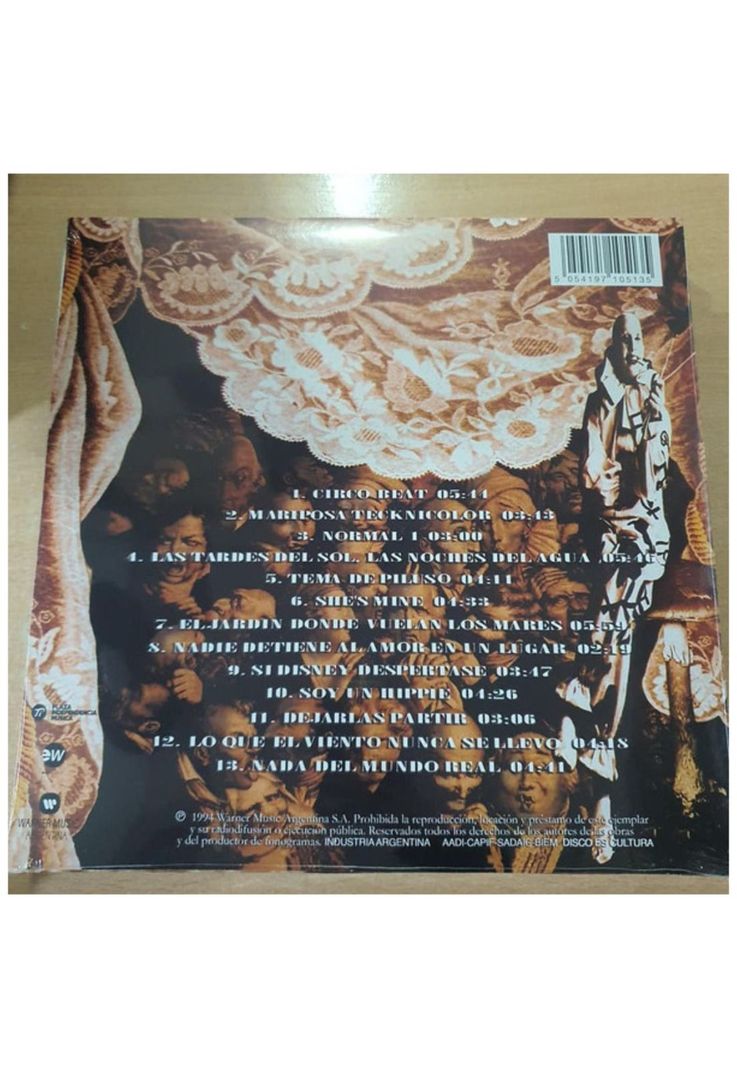 5 054197 105135
1. CIRCO BEAT 05:44
2. MARIPOSA TECKNICOLOR 03:43
3. NORMAL 1 03:00
4. LAS TARDES DEL SOL, LAS NOCHES DEL AGUA 05:46
5. TEMA DE PILUSO 04:11
6. SHE'S MINE 04:33
7. EL JARDIN DONDE VUELAN LOS MARES 05:59
8. NADIE DETIENE AL AMOR EN UN LUGAR 02:19
9. SI DISNEY DESPERTASE 03:47
10. SOY UN HIPPIE 04:26
11. DEJARLAS PARTIR 03:06
12. LO QUE EL VIENTO NUNCA SE LLEVO 04:18
13. NADA DEL MUNDO REAL 04:41
PLAZA
INDEPENDENCIA
MUSICA
ew
WARNER MUSIC
ARGENTINA
℗ 1994 Warner Music Argentina S.A. Prohibida la reproducción, locación y préstamo de este ejemplar
y su radiodifusión o ejecución pública. Reservados todos los derechos de los autores de las obras
y del productor de fonogramas. INDUSTRIA ARGENTINA AADI-CAPIF-SADAIC-BIEM DISCO ES CULTURA